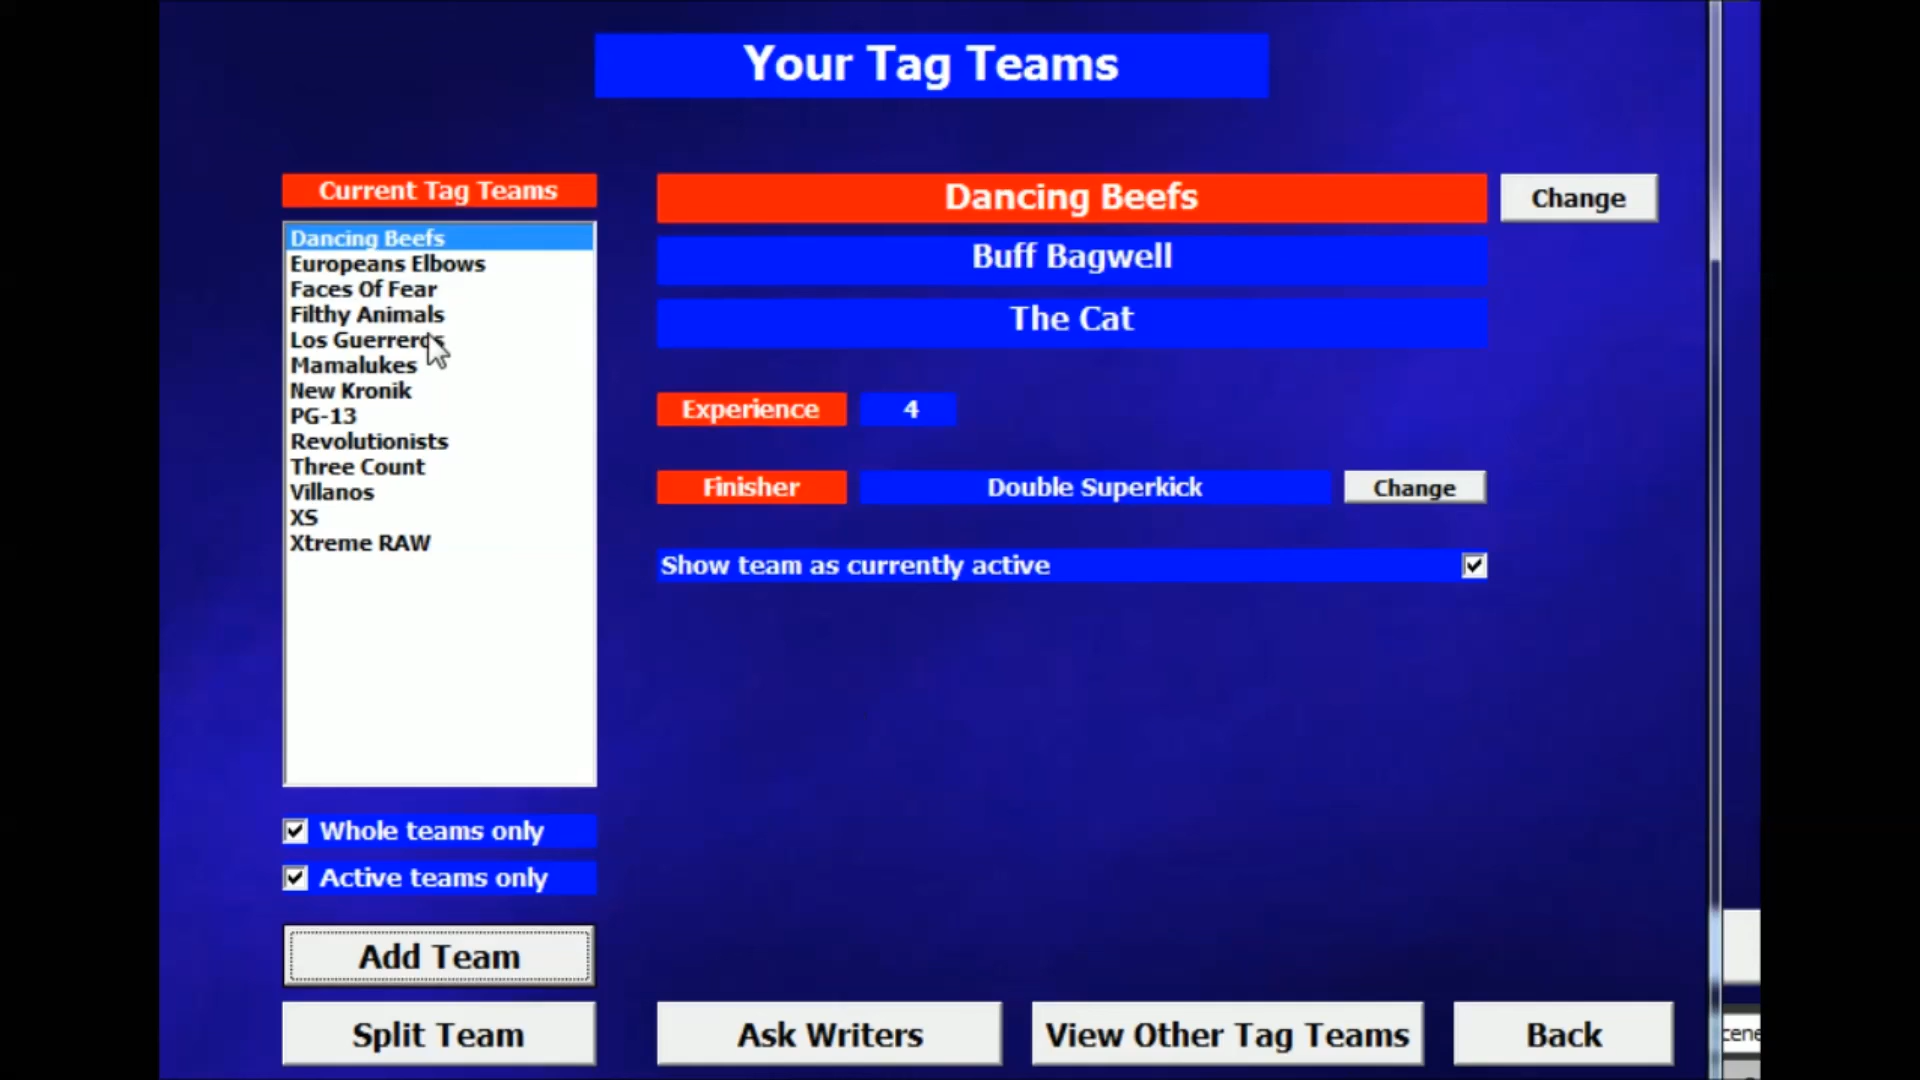 Your Tag Teams
Current Tag Teams
Dancing Beefs
Europeans Elbows
Faces Of Fear
Filthy Animals
Los Guerreros
Mamalukes
New Kronik
PG-13
Revolutionists
Three Count
Villanos
XS
Xtreme RAW
Whole teams only
Active teams only
Add Team
Split Team
Dancing Beefs
Change
Buff Bagwell
The Cat
Experience
4
Finisher
Double Superkick
Change
Show team as currently active
Ask Writers
View Other Tag Teams
Back